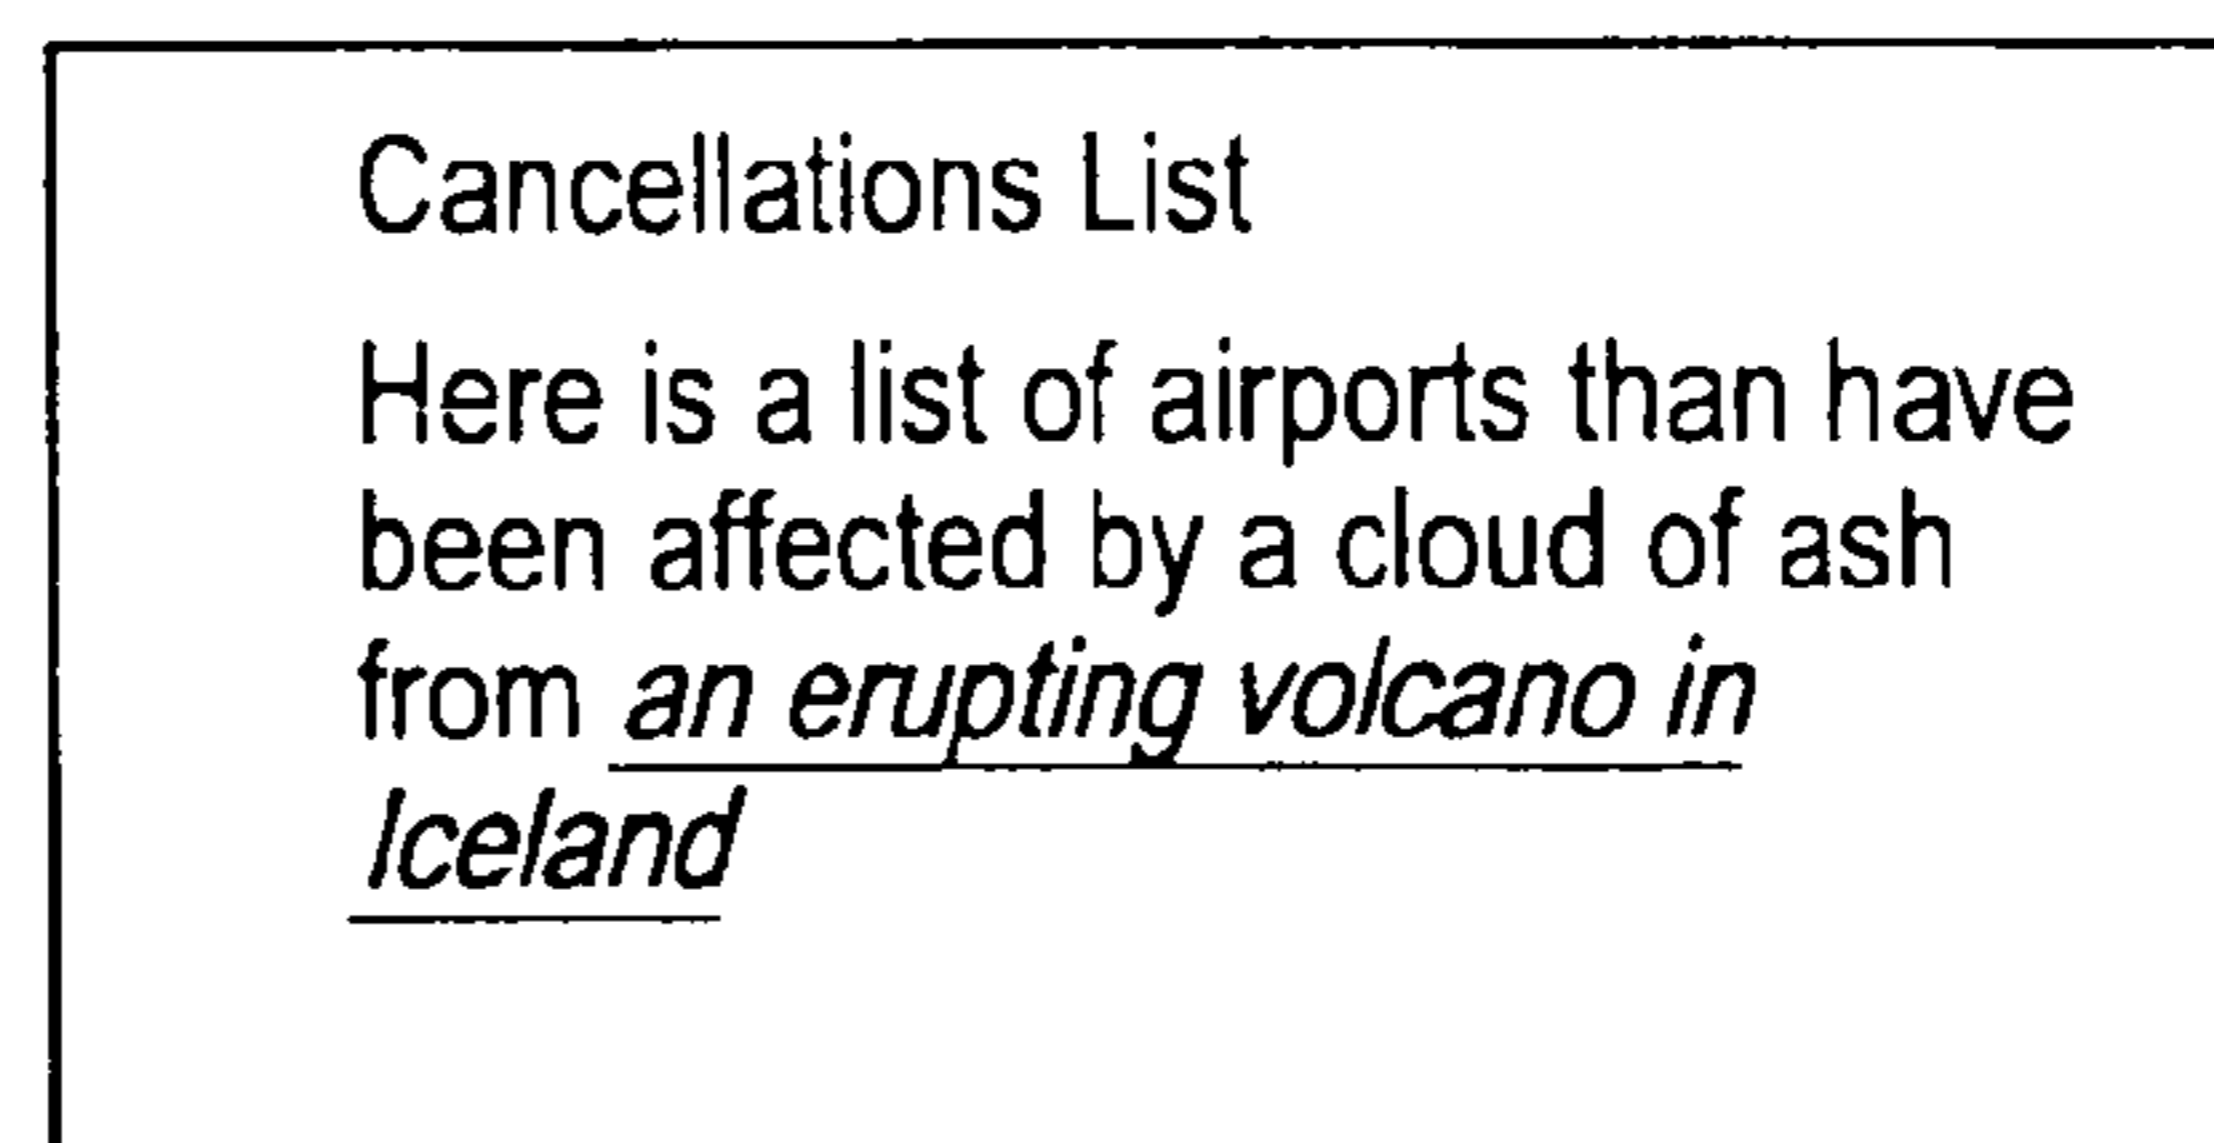 Cancellations List
Here is a list of airports than have
been affected by a cloud of ash
from an erupting volcano in
Iceland